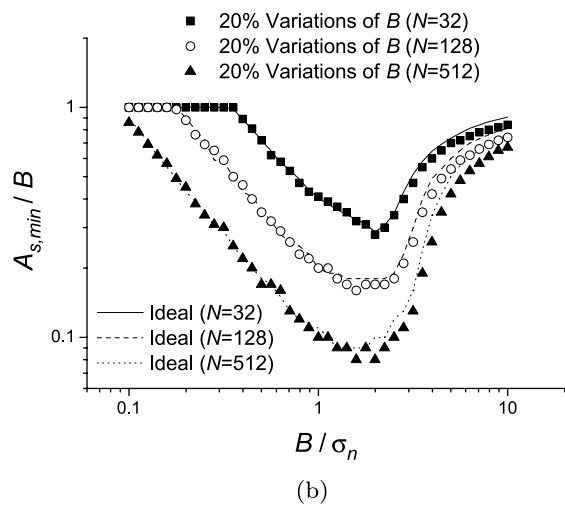 20% Variations of B (N=32)
20% Variations of B (N=128)
20% Variations of B (N=512)
1
A_{s,min} / B
0.1
Ideal (N=32)
Ideal (N=128)
Ideal (N=512)
0.1 1 10
B / σ_n
(b)